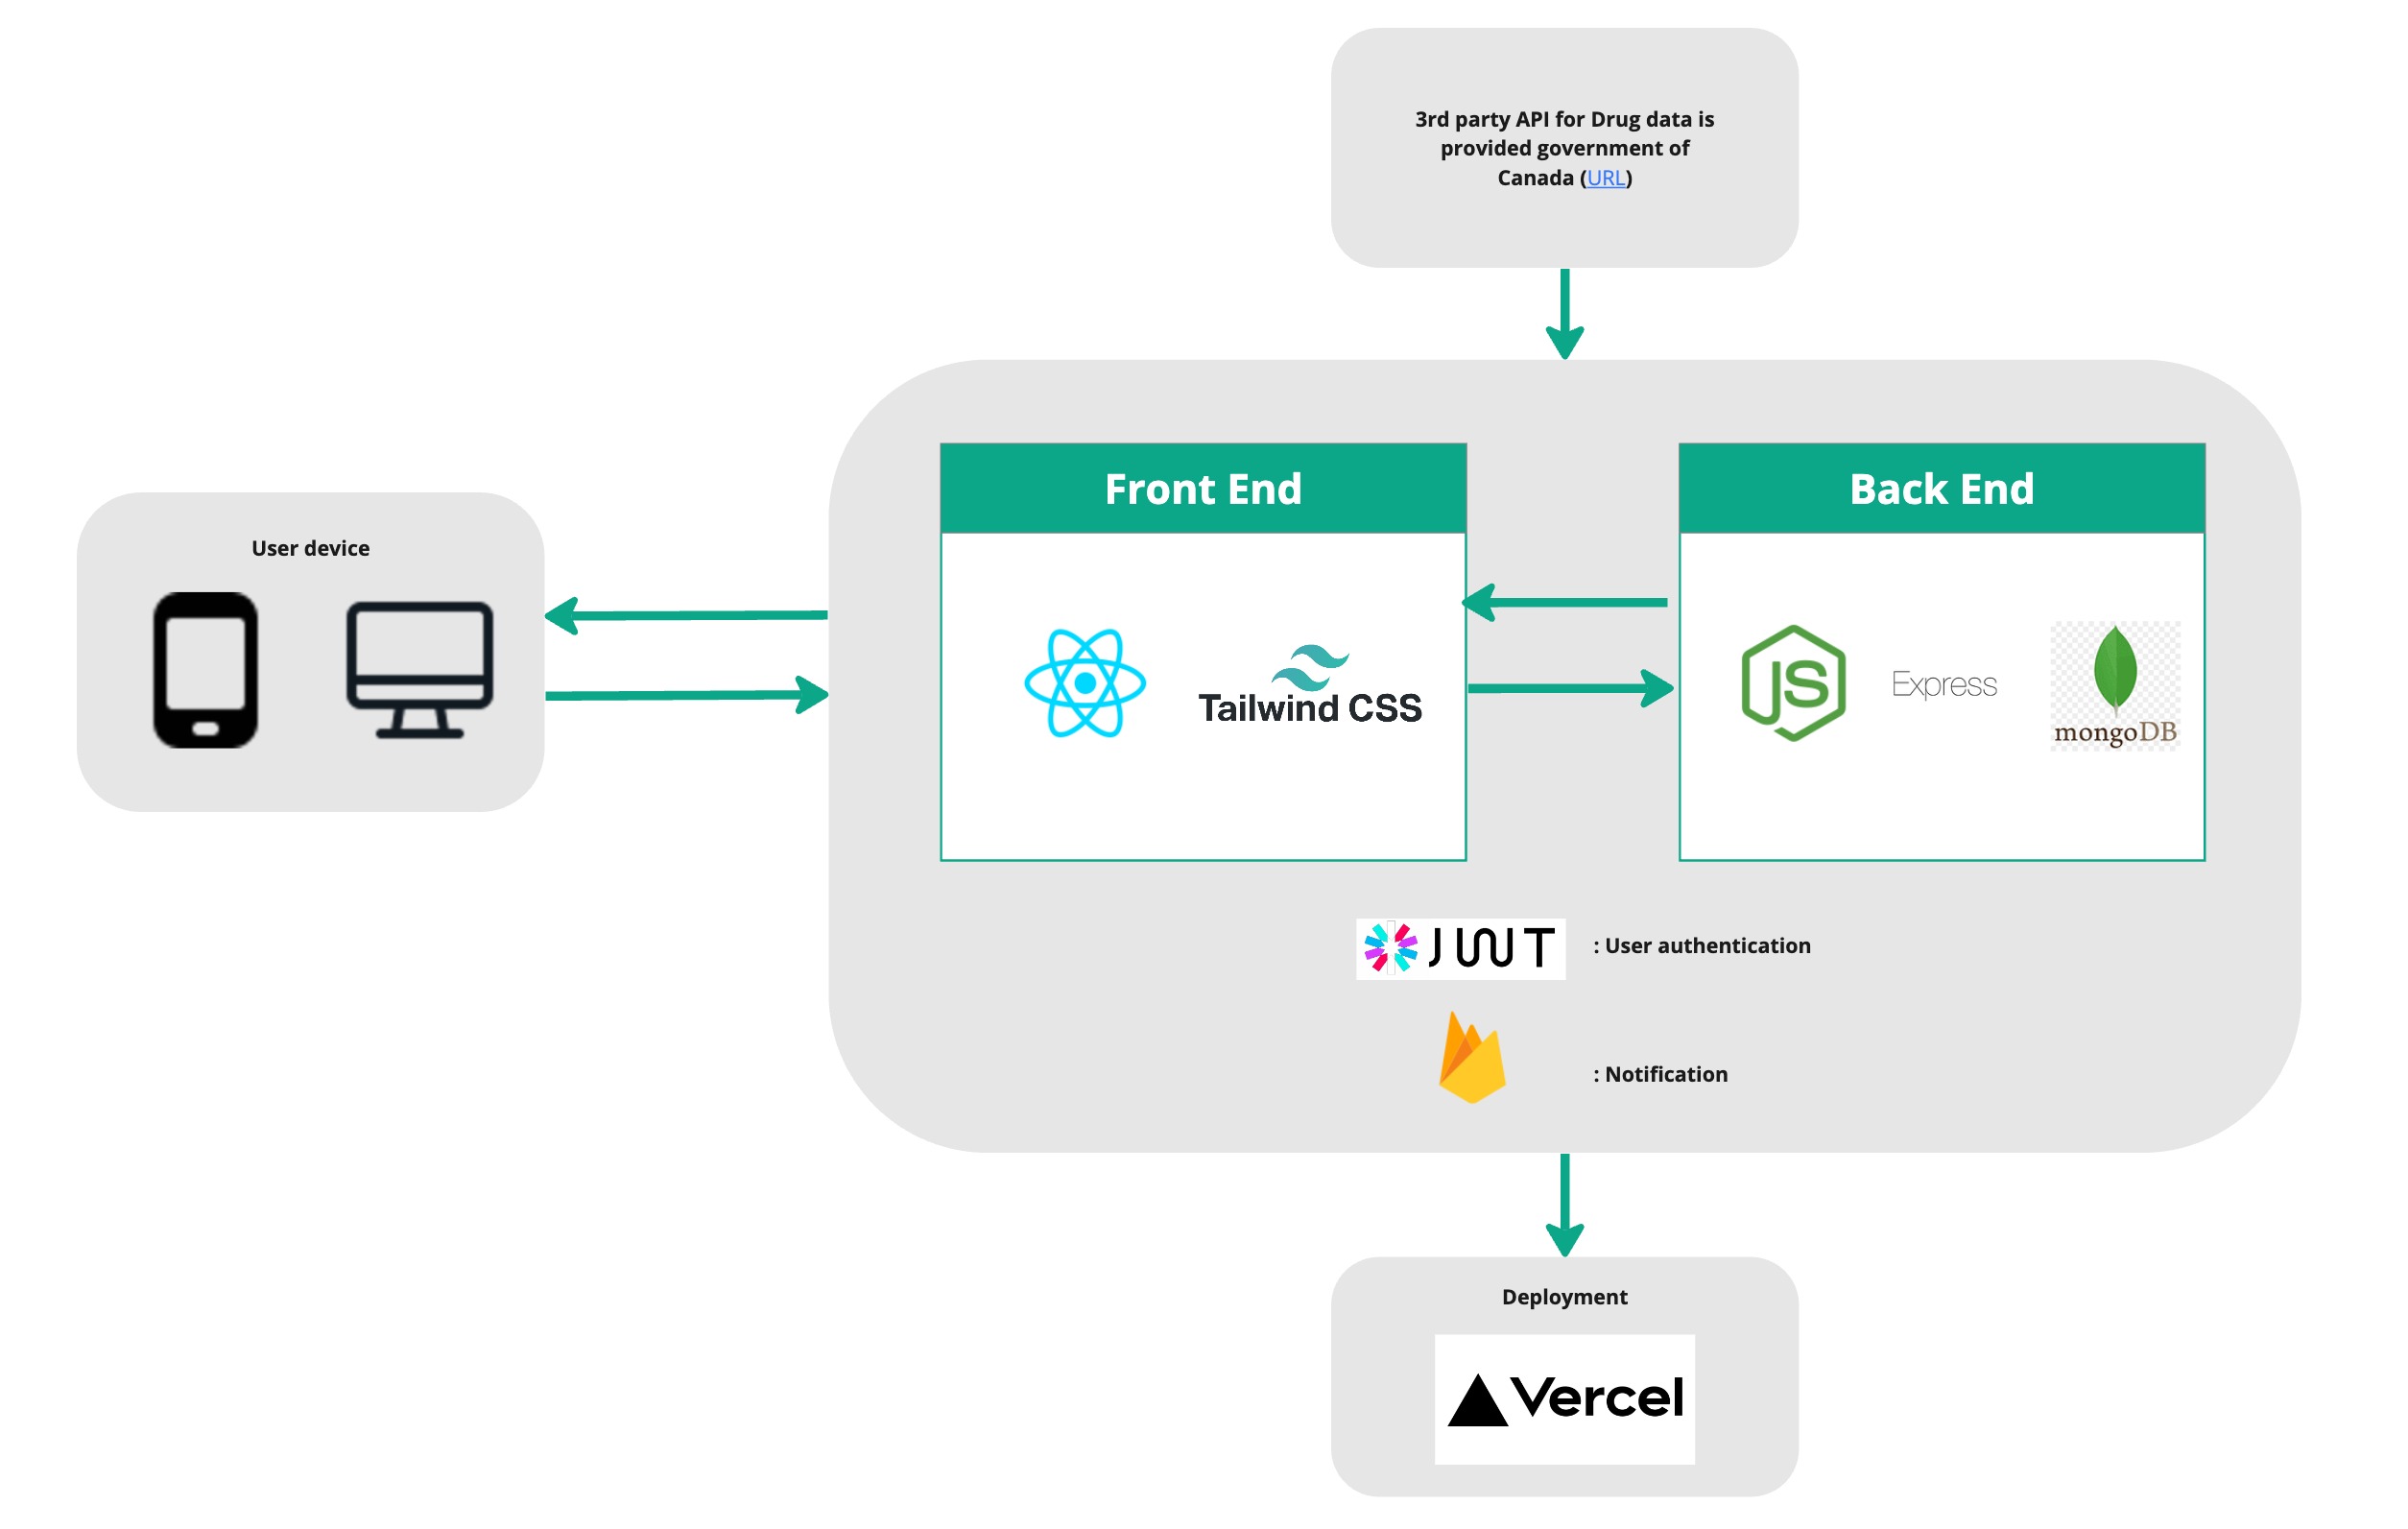 3rd party API for Drug data is
provided government of
Canada (URL)
User device
Front End
Back End
Tailwind CSS
JS
Express
mongoDB
JWT
: User authentication
: Notification
Deployment
Vercel